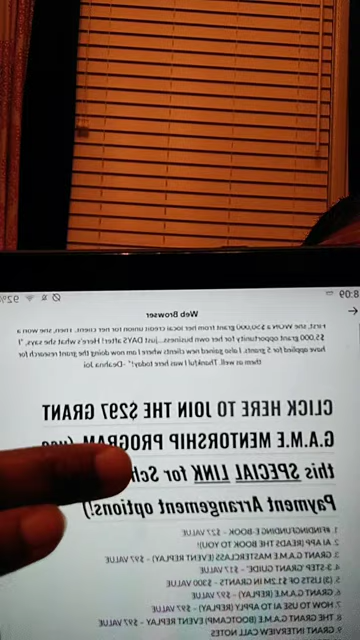 8:09
92%
Web Browser
First, she WON a $50,000 grant from her local credit union for her client. Then, she won a
$5,000 grant opportunity for her own business...just DAYS after! Here's what she says, "I
have applied for 5 grants. I also gained new clients where I am now doing the grant research for
them as well. Thankful I was here today!" -Deshana Joi
CLICK HERE TO JOIN THE $297 GRANT
G.A.M.E. MENTORSHIP PROGRAM
this SPECIAL LINK for
Payment Arrangement options!)
1. #FINGFUNDING E-BOOK - $27 VALUE
2. AI APP (READS THE BOOK TO YOU)!
3. GRANT G.A.M.E MASTERCLASS (EVENT REPLAY) - $97 VALUE
4. 3-STEP 'GRANT GUIDE' - $17 VALUE
5. (3) LISTS OF $1.2M IN GRANTS - $300 VALUE
6. GRANT G.A.M.E. (REPLAY) - $97 VALUE
7. HOW TO USE AI TO APPLY (REPLAY) - $97 VALUE
8. THE GRANT G.A.M.E (BOOTCAMP) EVENT REPLAY - $97 VALUE
9. GRANT INTERVIEW CALL NOTES